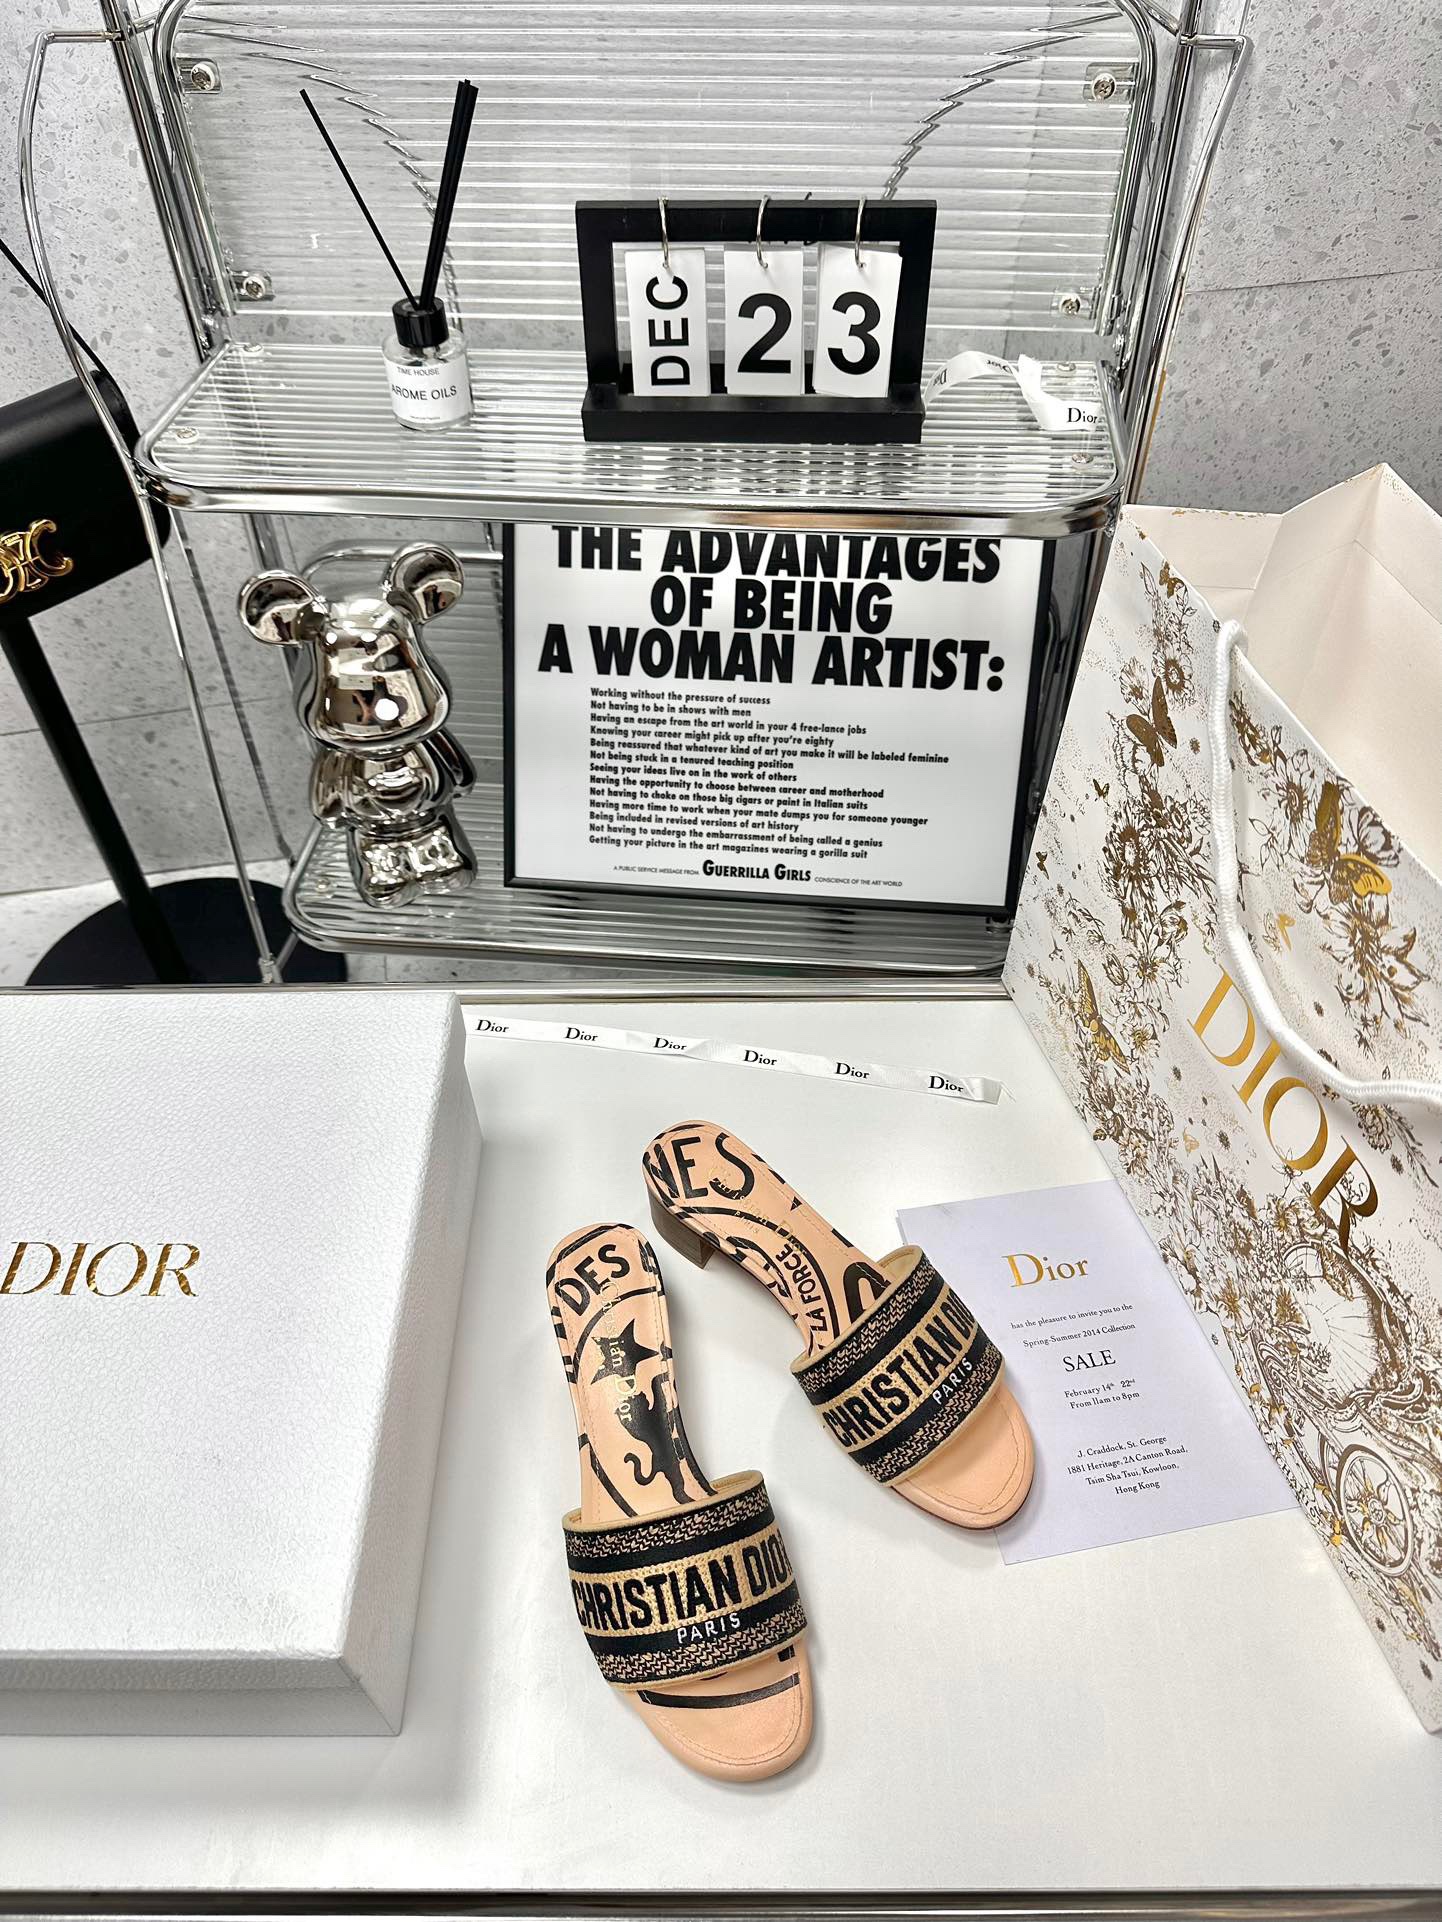 TIME HOUSE
AROME OILS
DEC
2
3
Dior
THE ADVANTAGES
OF BEING
A WOMAN ARTIST:
Working without the pressure of success
Not having to be in shows with men
Having an escape from the art world in your 4 free-lance jobs
Knowing your career might pick up after you're eighty
Being reassured that whatever kind of art you make it will be labeled feminine
Not being stuck in a tenured teaching position
Seeing your ideas live on in the work of others
Having the opportunity to choose between career and motherhood
Not having to choke on those big cigars or paint in Italian suits
Having more time to work when your mate dumps you for someone younger
Being included in revised versions of art history
Not having to undergo the embarrassment of being called a genius
Getting your picture in the art magazines wearing a gorilla suit
A PUBLIC SERVICE MESSAGE FROM GUERRILLA GIRLS CONSCIENCE OF THE ART WORLD
Dior Dior Dior Dior Dior Dior
DIOR
DIOR
NES
LA FORCE
CHRISTIAN DIOR
PARIS
DES
Christian Dior
CHRISTIAN DIOR
PARIS
Dior
has the pleasure to invite you to the
Spring-Summer 2014 Collection
SALE
February 14th 22nd
From 11am to 8pm
J. Craddock, St. George
1881 Heritage, 2A Canton Road,
Tsim Sha Tsui, Kowloon,
Hong Kong